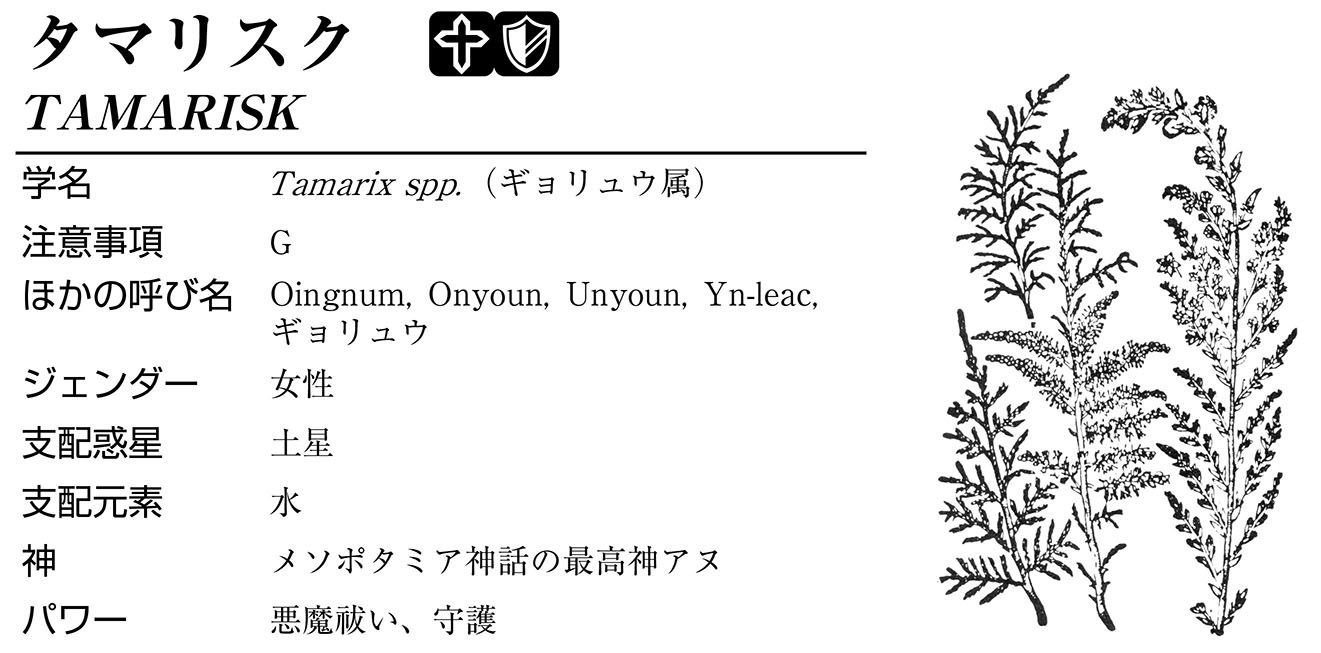 タマリスク
TAMARISK
学名 Tamarix spp.（ギョリュウ属）
注意事項 G
ほかの呼び名 Oingnum, Onyoun, Unyoun, Yn-leac,
ギョリュウ
ジェンダー 女性
支配惑星 土星
支配元素 水
神 メソポタミア神話の最高神アヌ
パワー 悪魔祓い、守護